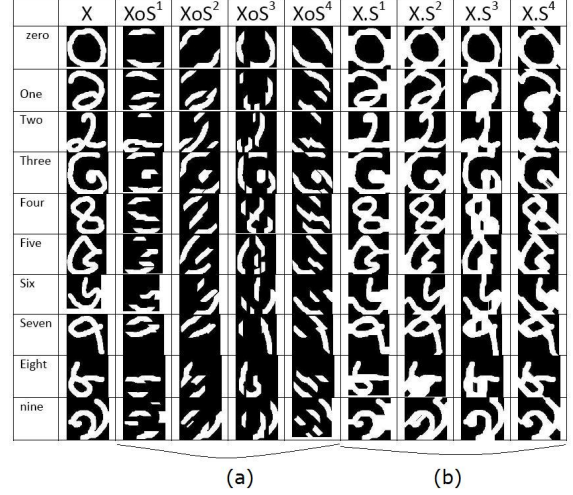 X XoS¹ XoS² XoS³ XoS⁴ X.S¹ X.S² X.S³ X.S⁴
zero
One
Two
Three
Four
Five
Six
Seven
Eight
nine
(a) (b)